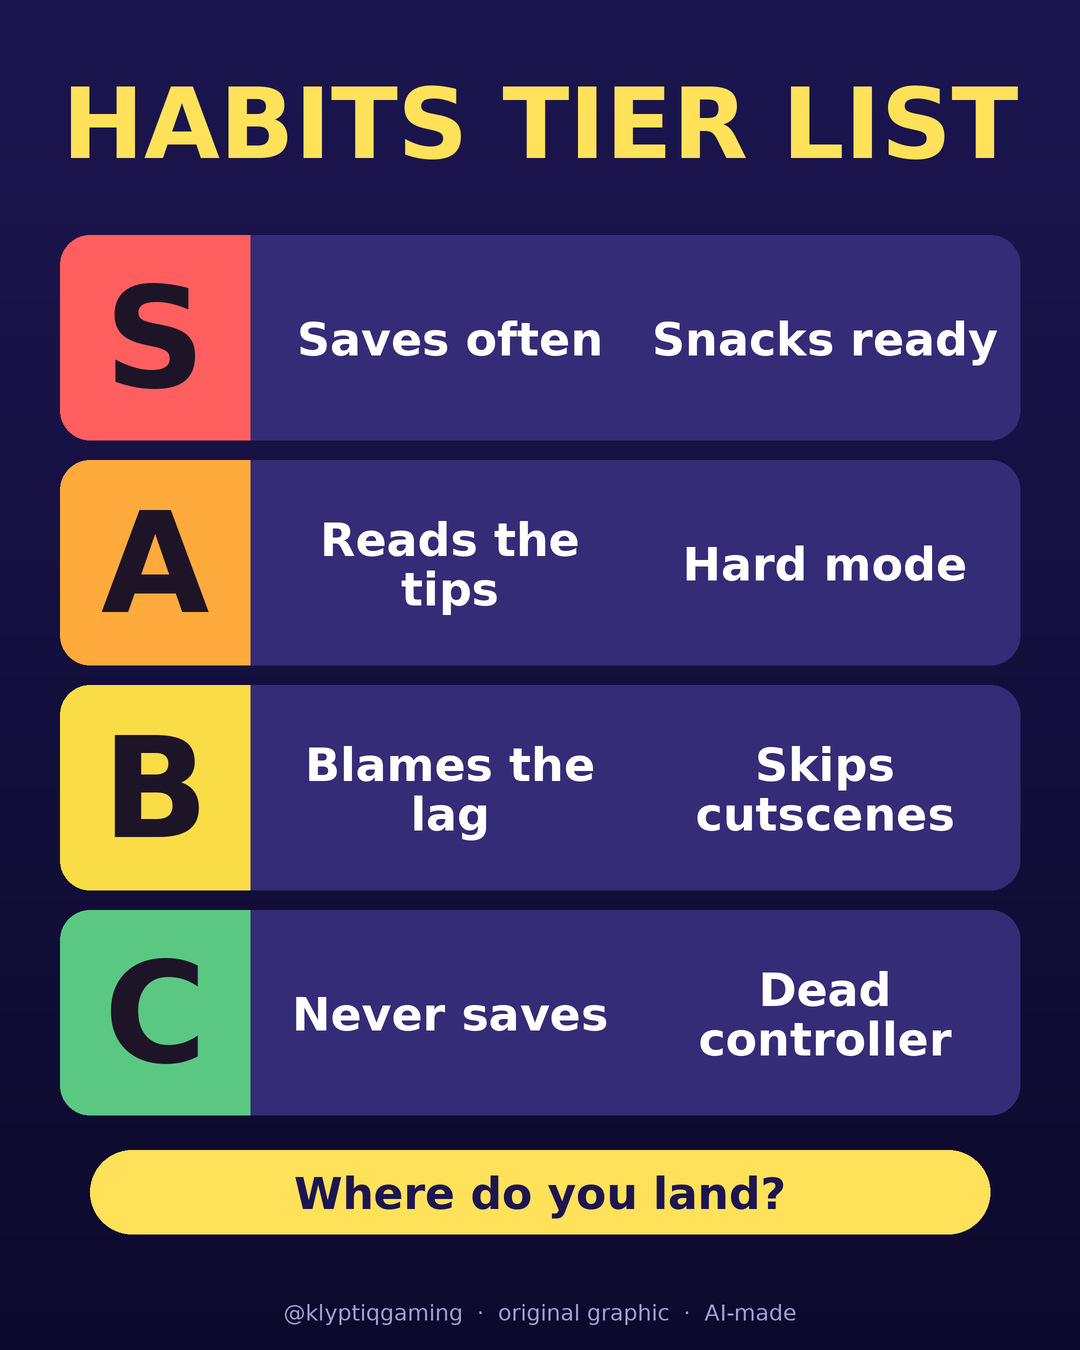 HABITS TIER LIST
S
Saves often
Snacks ready
A
Reads the
tips
Hard mode
B
Blames the
lag
Skips
cutscenes
C
Never saves
Dead
controller
Where do you land?
@klyptiqgaming · original graphic · AI-made